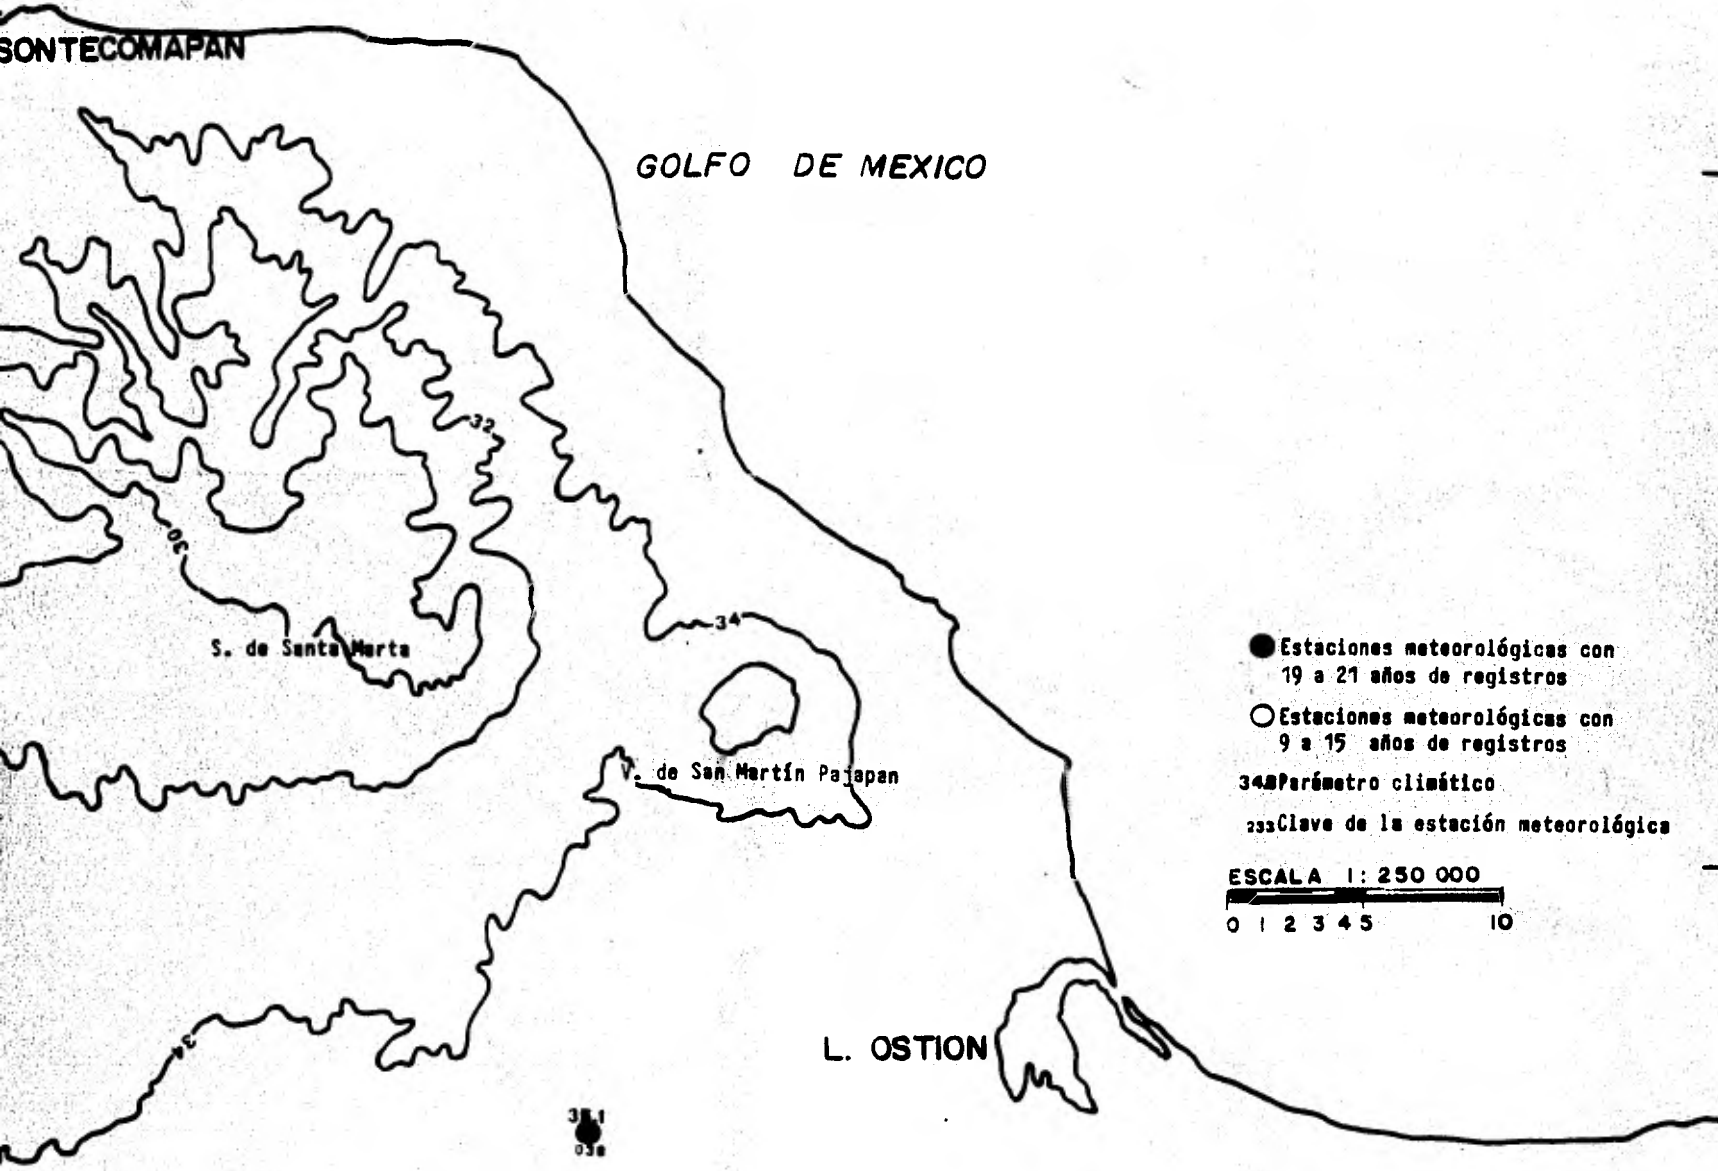 SONTECOMAPAN
GOLFO DE MEXICO
32
30
S. de Santa Marta
34
V. de San Martín Pajapan
Estaciones meteorológicas con
19 a 21 años de registros
Estaciones meteorológicas con
9 a 15 años de registros
Parámetro climático
233 Clave de la estación meteorológica
ESCALA 1: 250 000
0 1 2 3 4 5 10
34
L. OSTION